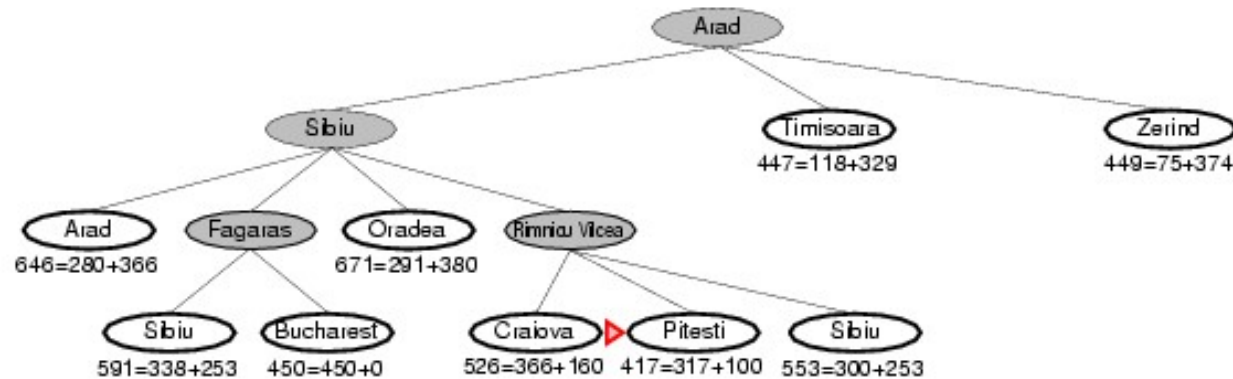 Arad
Sibiu Timisoara Zerind
447=118+329 449=75+374
Arad Fagaras Oradea Rimnicu Vilcea
646=280+366 671=291+380
Sibiu Bucharest Craiova Pitesti Sibiu
591=338+253 450=450+0 526=366+160 417=317+100 553=300+253